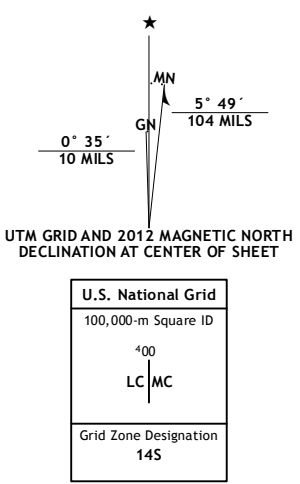 ★
MN
GN
5° 49´
104 MILS
0° 35´
10 MILS
UTM GRID AND 2012 MAGNETIC NORTH
DECLINATION AT CENTER OF SHEET
U.S. National Grid
100,000-m Square ID
⁴00
LC MC
Grid Zone Designation
14S